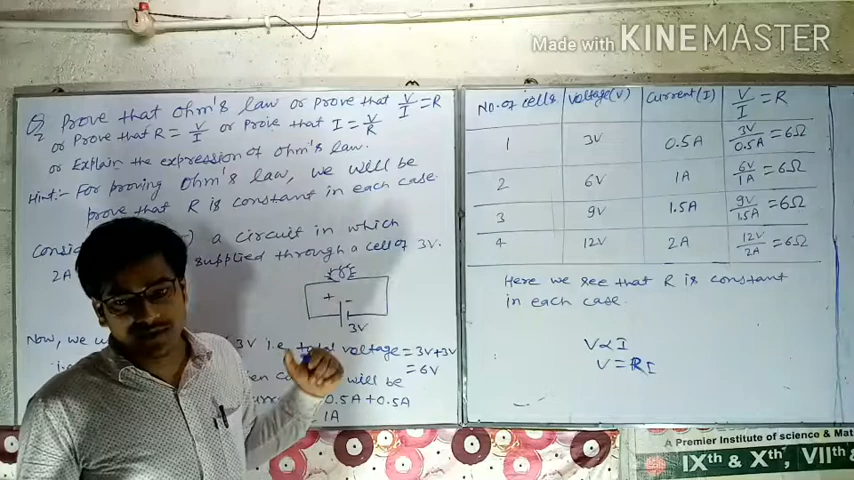 Made with KINEMASTER
Q. Prove that Ohm's law or prove that V/I = R
or Prove that R = V/I or Prove that I = V/R
or Explain the expression of Ohm's law.
Hint:- For proving Ohm's law, we will be
prove that R is constant in each case.
a circuit in which
supplied through a cell of 3V.
+ -
3V
Now, we 3V i.e. total voltage = 3V+3V
= 6V
will be
= 0.5A + 0.5A
= 1A
No. of cells Voltage(V) Current(I) V/I = R
1 3V 0.5A 3V/0.5A = 6Ω
2 6V 1A 6V/1A = 6Ω
3 9V 1.5A 9V/1.5A = 6Ω
4 12V 2A 12V/2A = 6Ω
Here we see that R is constant
in each case.
V∝I
V = RI
A Premier Institute of science & Mat
IXth & Xth VIIth &